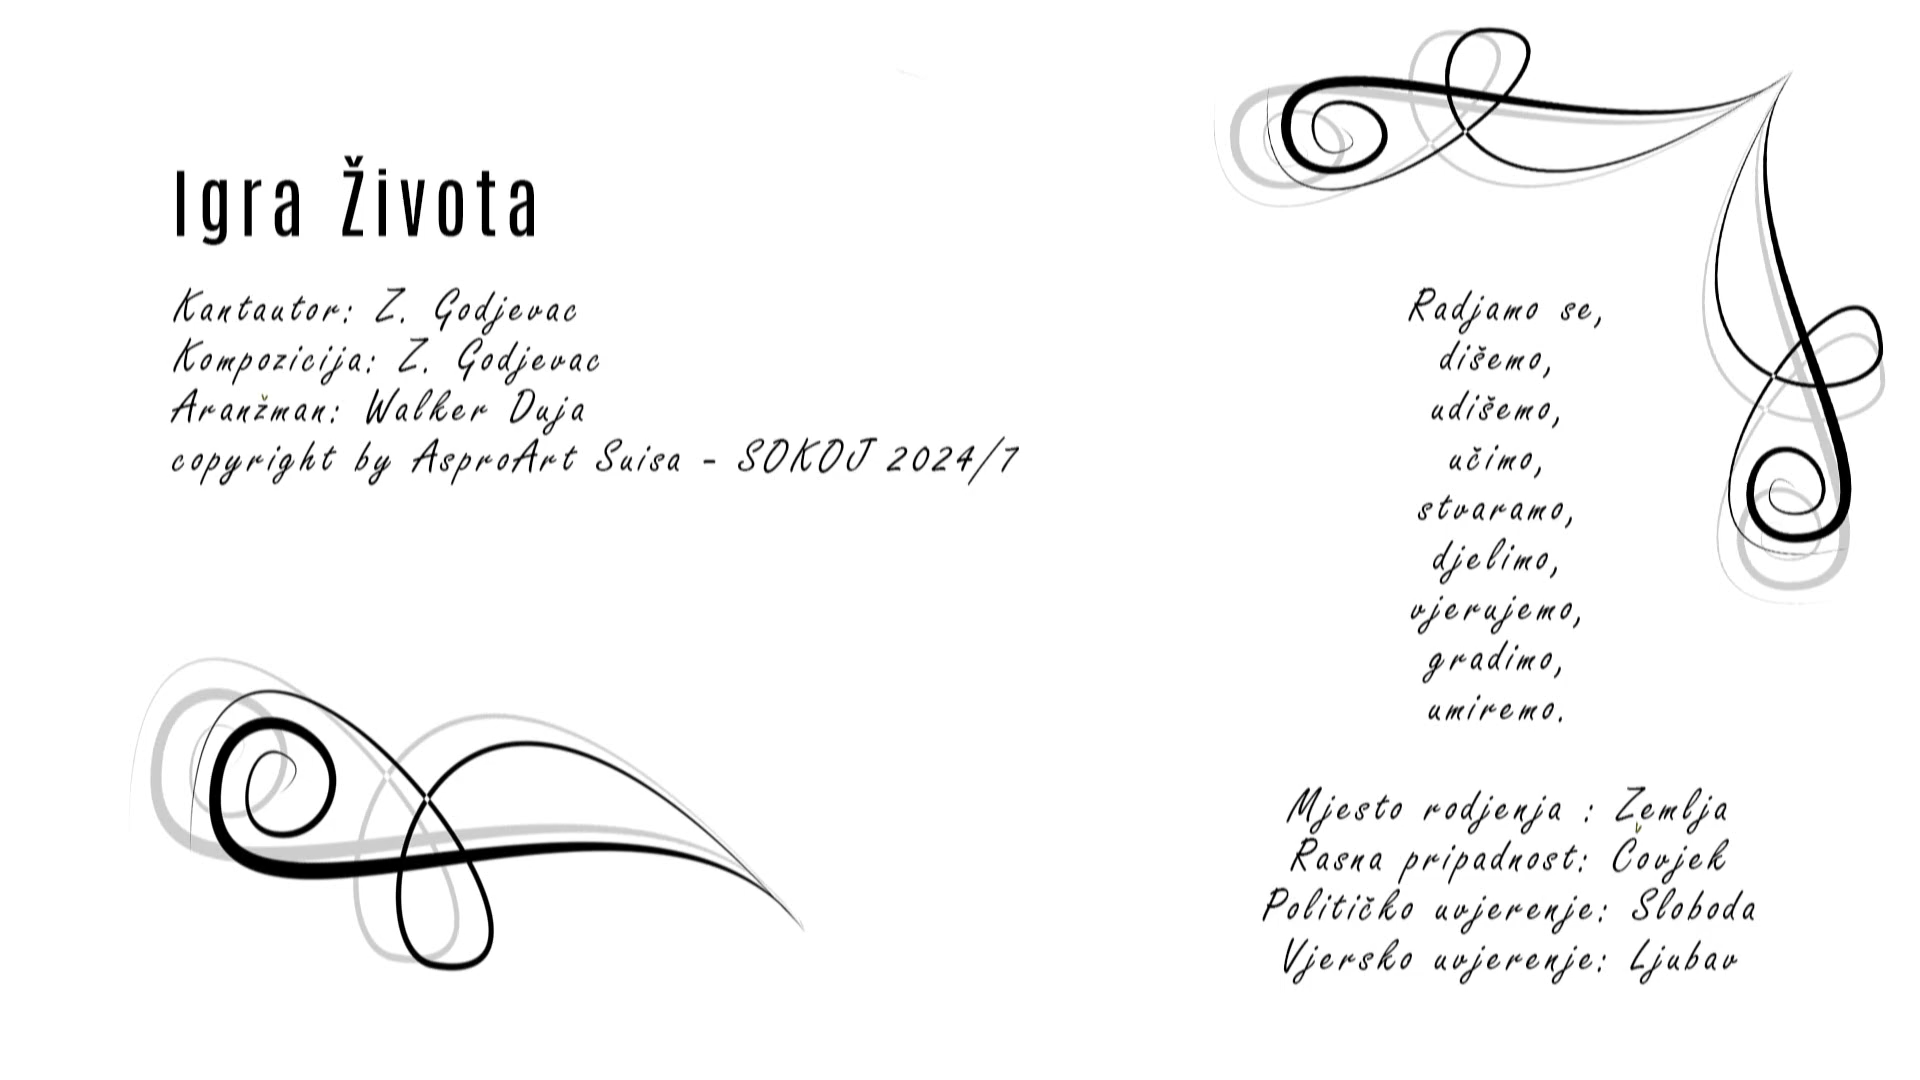 Igra Života
Kantautor: Z. Godjevac
Kompozicija: Z. Godjevac
Aranžman: Walker Duja
copyright by AsproArt Suisa - SOKOJ 2024/7
Radjamo se,
dišemo,
udišemo,
učimo,
stvaramo,
djelimo,
vjerujemo,
gradimo,
umiremo.
Mjesto rodjenja : Zemlja
Rasna pripadnost: Čovjek
Političko uvjerenje: Sloboda
Vjersko uvjerenje: Ljubav